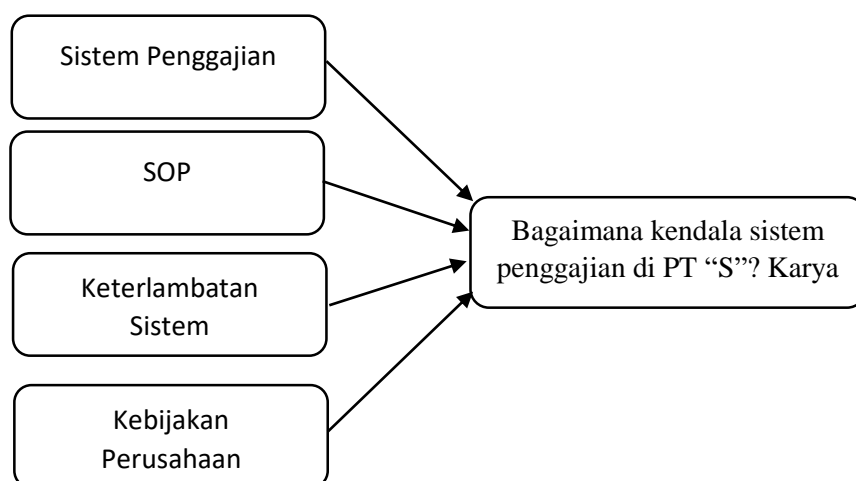 Sistem Penggajian
SOP
Keterlambatan
Sistem
Kebijakan
Perusahaan
Bagaimana kendala sistem
penggajian di PT “S”? Karya